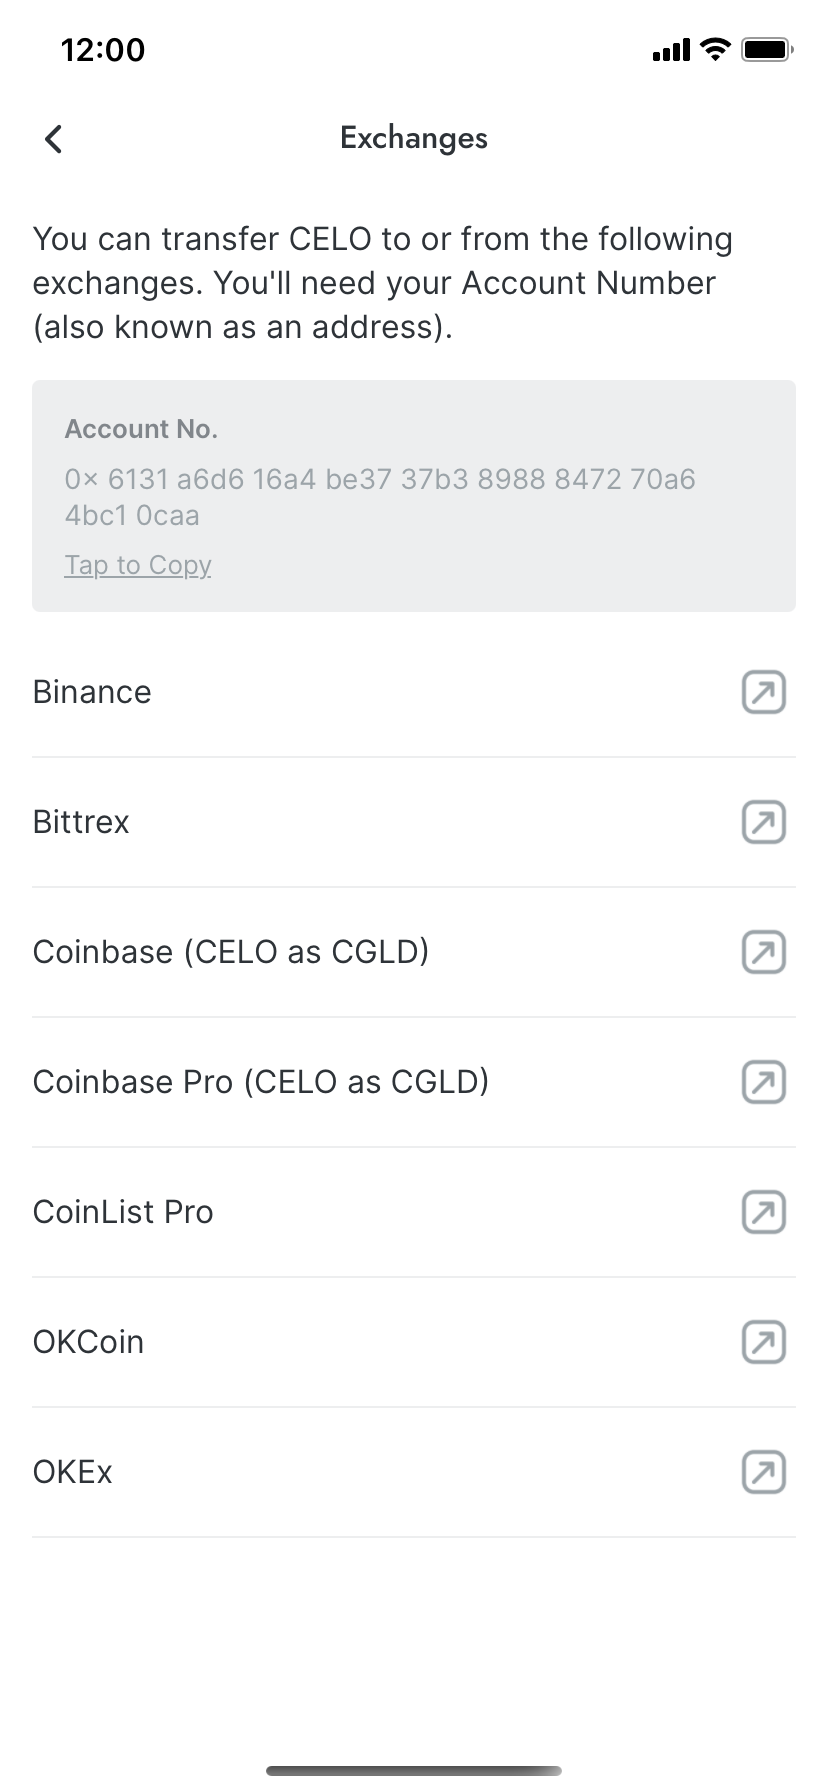 12:00
Exchanges
You can transfer CELO to or from the following
exchanges. You'll need your Account Number
(also known as an address).
Account No.
0× 6131 a6d6 16a4 be37 37b3 8988 8472 70a6
4bc1 0caa
Tap to Copy
Binance
Bittrex
Coinbase (CELO as CGLD)
Coinbase Pro (CELO as CGLD)
CoinList Pro
OKCoin
OKEx